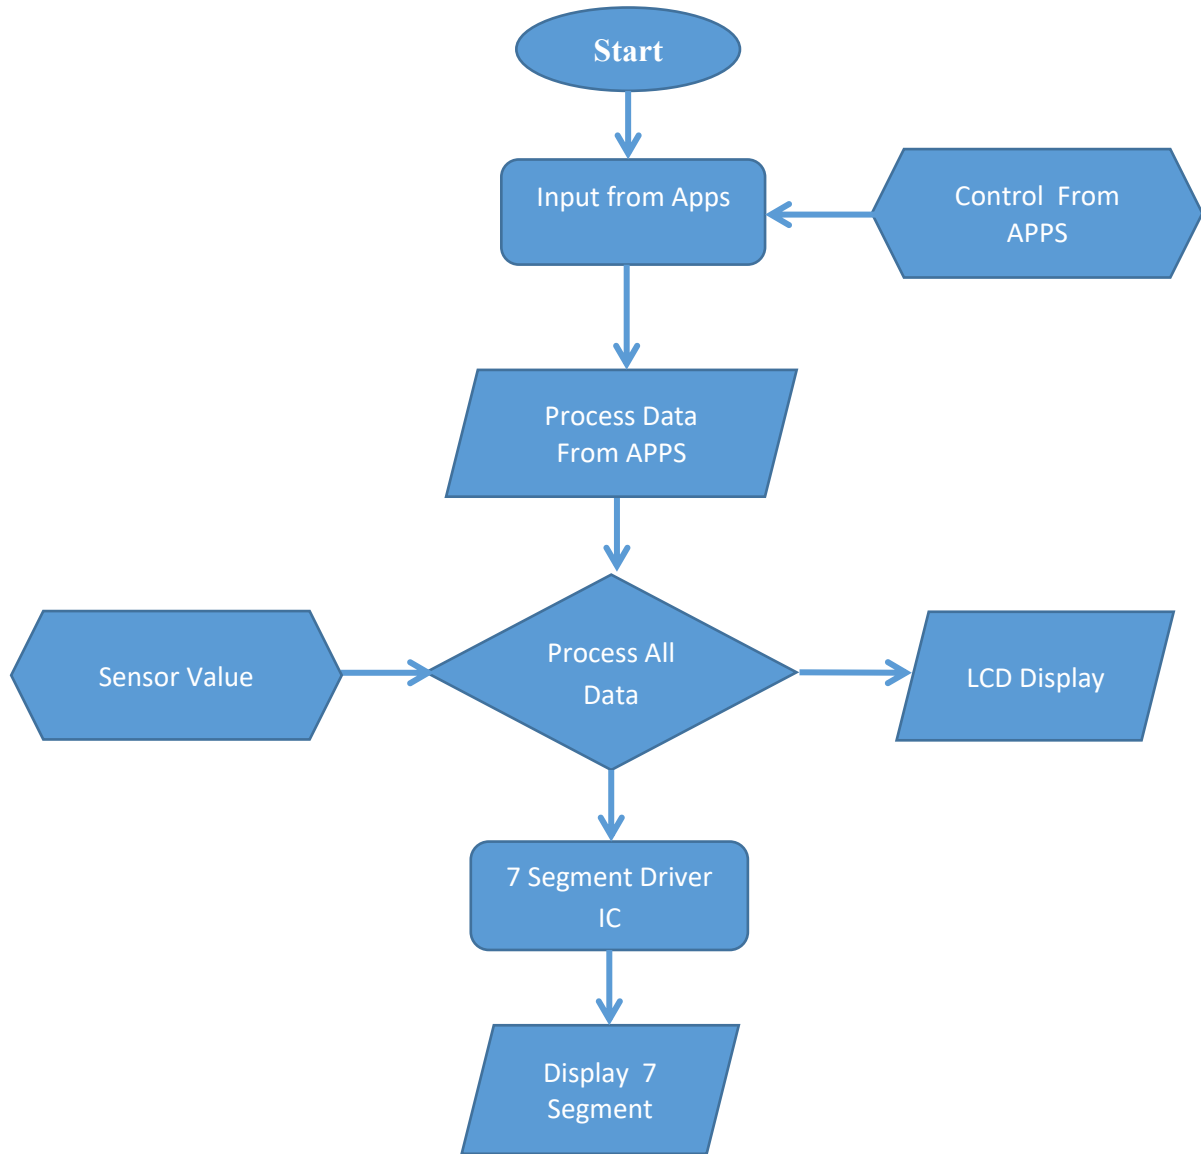 Start
Input from Apps
Control From
APPS
Process Data
From APPS
Sensor Value
Process All
Data
LCD Display
7 Segment Driver
IC
Display 7
Segment